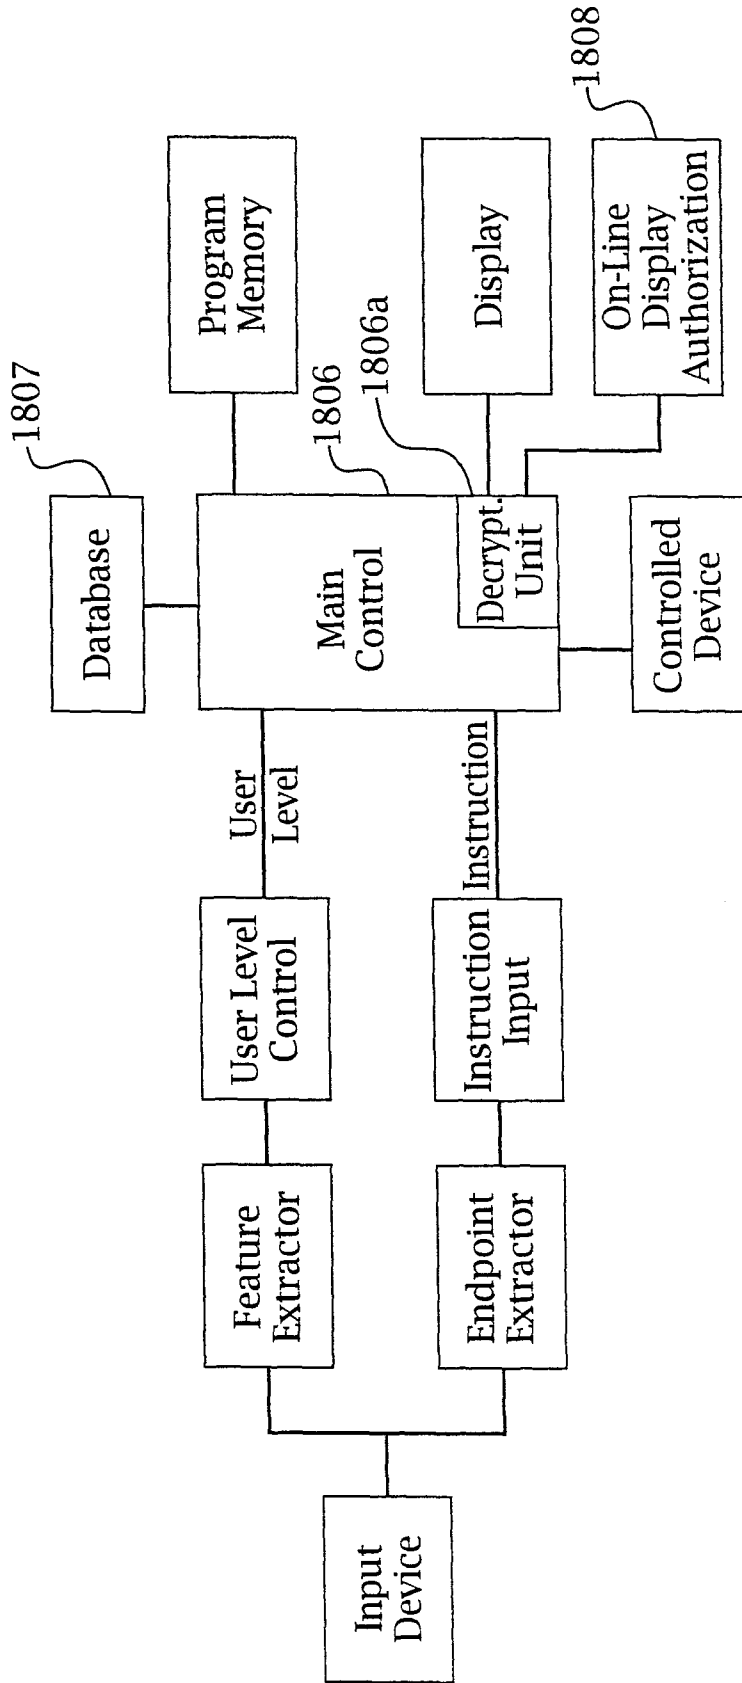 Input
Device
Feature
Extractor
Endpoint
Extractor
User Level
Control
Instruction
Input
User
Level
Instruction
Database
1807
Main
Control
1806
Decrypt.
Unit
1806a
Controlled
Device
Program
Memory
Display
On-Line
Display
Authorization
1808